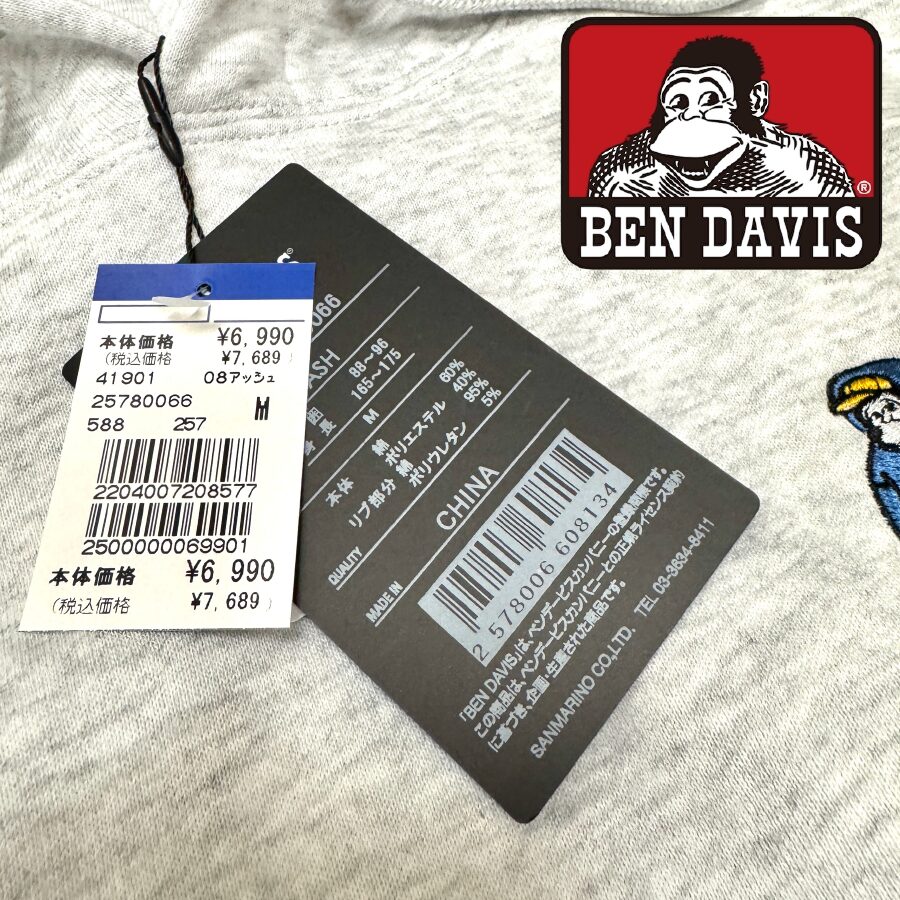 BEN DAVIS
®
本体価格 ¥6,990
(税込価格 ¥7,689)
41901 08アッシュ
25780066 M
588 257
2204007208577
2500000069901
本体価格 ¥6,990
(税込価格 ¥7,689)
066
ASH
88～96
165～175
M
本体 綿 60%
ポリエステル 40%
リブ部分 綿 95%
ポリウレタン 5%
QUALITY
MADE IN CHINA
2 578006 608134
「BEN DAVIS」は、ベンデービスカンパニーの登録商標です。
この商品は、ベンデービスカンパニーとの正規ライセンス契約
に基づき、企画・生産された商品です。
SANMARINO CO.,LTD. TEL 03-3634-8411